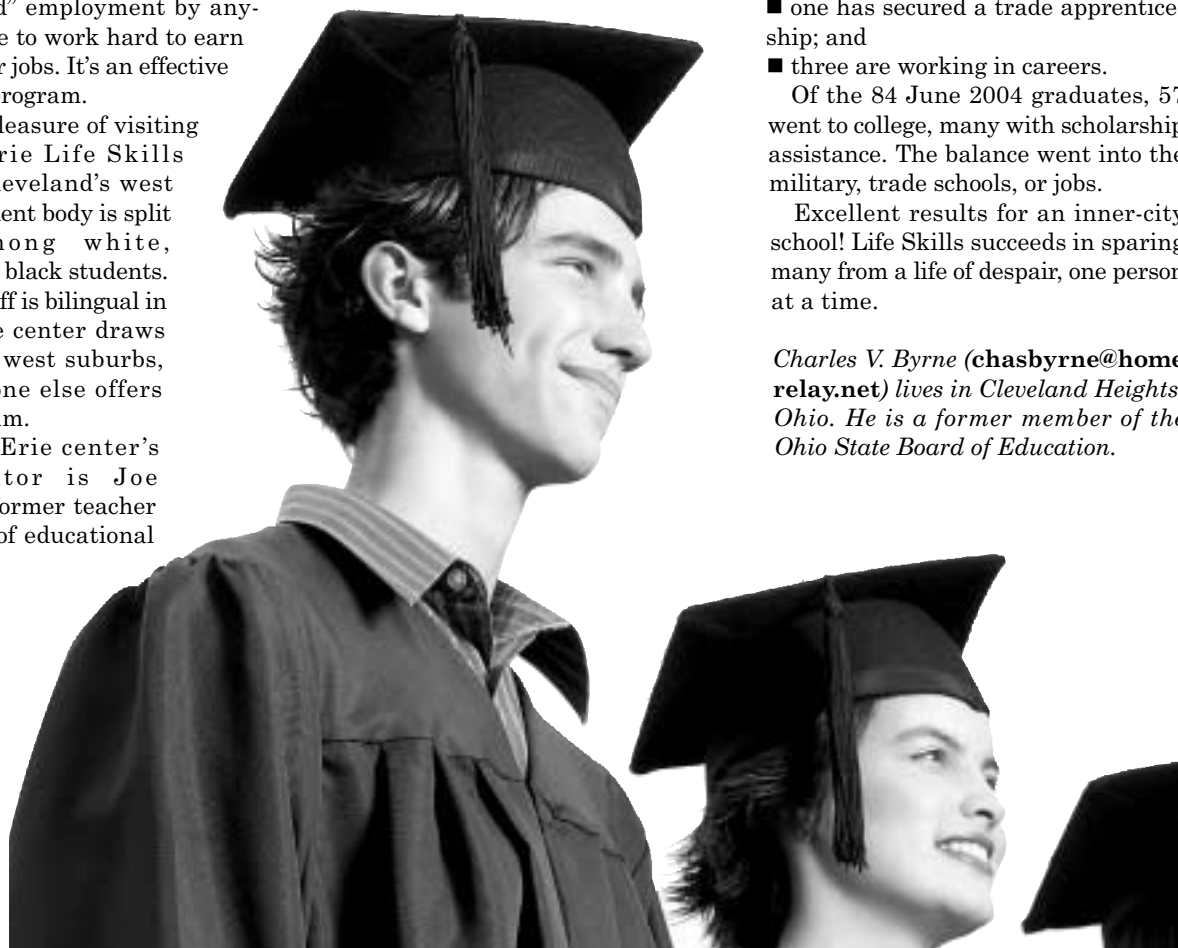 d” employment by any-
e to work hard to earn
r jobs. It’s an effective
rogram.
leasure of visiting
rie Life Skills
leveland’s west
ent body is split
ong white,
black students.
ff is bilingual in
e center draws
west suburbs,
one else offers
m.
Erie center’s
tor is Joe
ormer teacher
of educational
■ one has secured a trade apprentice
ship; and
■ three are working in careers.
Of the 84 June 2004 graduates, 57
went to college, many with scholarship
assistance. The balance went into the
military, trade schools, or jobs.
Excellent results for an inner-city
school! Life Skills succeeds in sparing
many from a life of despair, one person
at a time.
Charles V. Byrne (chasbyrne@home
relay.net) lives in Cleveland Heights
Ohio. He is a former member of the
Ohio State Board of Education.